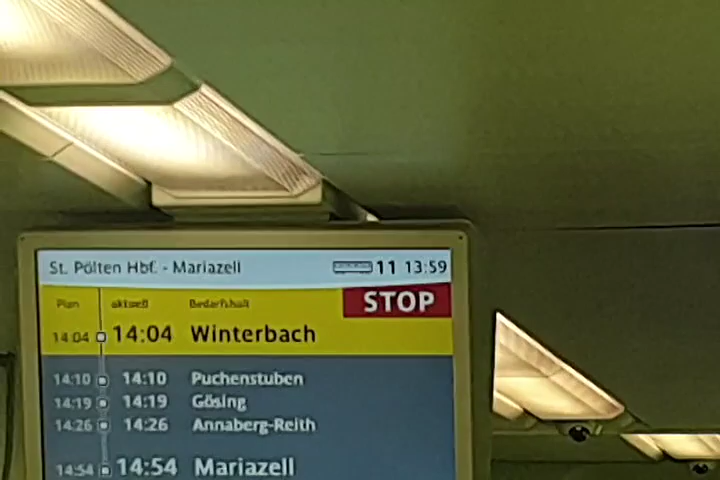 St. Pölten Hbf. - Mariazell 11 13:59
Plan aktuell Bedarfshalt STOP
14:04 14:04 Winterbach
14:10 14:10 Puchenstuben
14:19 14:19 Gösing
14:26 14:26 Annaberg-Reith
14:54 14:54 Mariazell